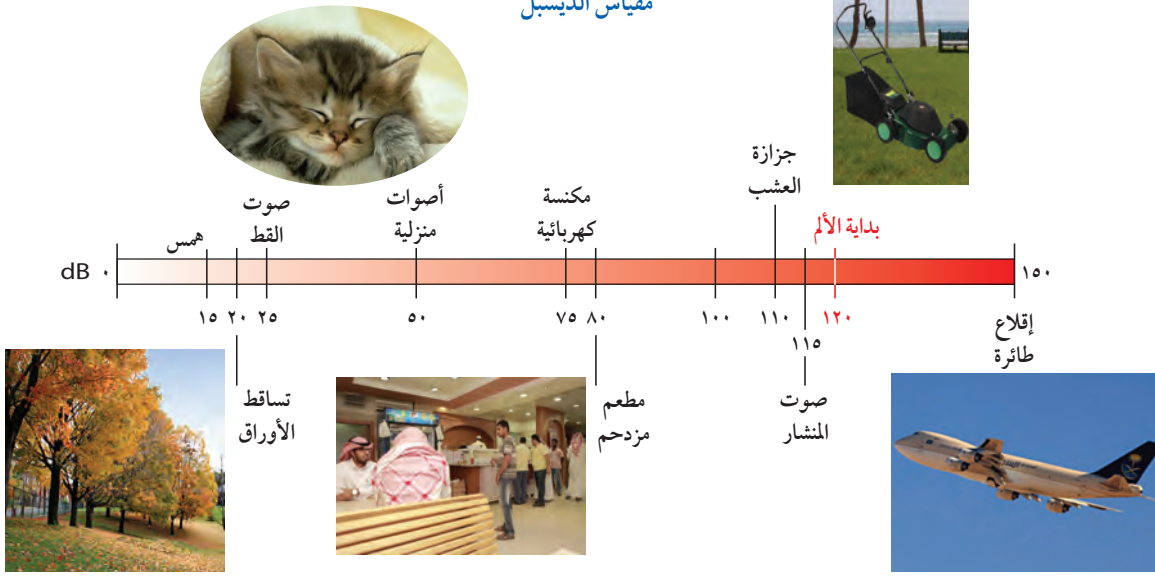 مقياس الديسبل
جزازة
العشب
صوت
القط
أصوات
منزلية
مكنسة
كهربائية
همس
بداية الألم
dB ٠
١٥٠
١٥ ٢٠ ٢٥ ٥٠ ٧٥ ٨٠ ١٠٠ ١١٠ ١٢٠
١١٥
إقلاع
طائرة
تساقط
الأوراق
مطعم
مزدحم
صوت
المنشار